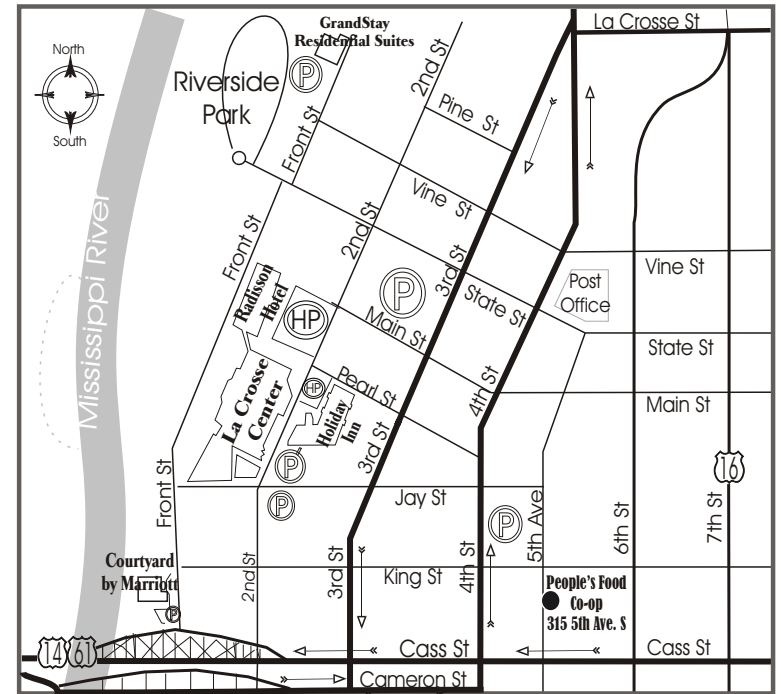 GrandStay
Residential Suites
La Crosse St
North
South
Riverside
Park
P
2nd St
Pine St
Front St
Vine St
Front St
2nd St
3rd St
Mississippi River
Radisson
Hotel
HP
P
Main St
State St
Post
Office
Vine St
State St
Main St
La Crosse
Center
HP
Pearl St
Holiday
Inn
4th St
3rd St
P
P
Front St
Jay St
P
5th Ave
6th St
7th St
16
Courtyard
by Marriott
P
2nd St
3rd St
King St
4th St
People's Food
Co-op
315 5th Ave. S
14 61
Cass St
Cass St
Cameron St